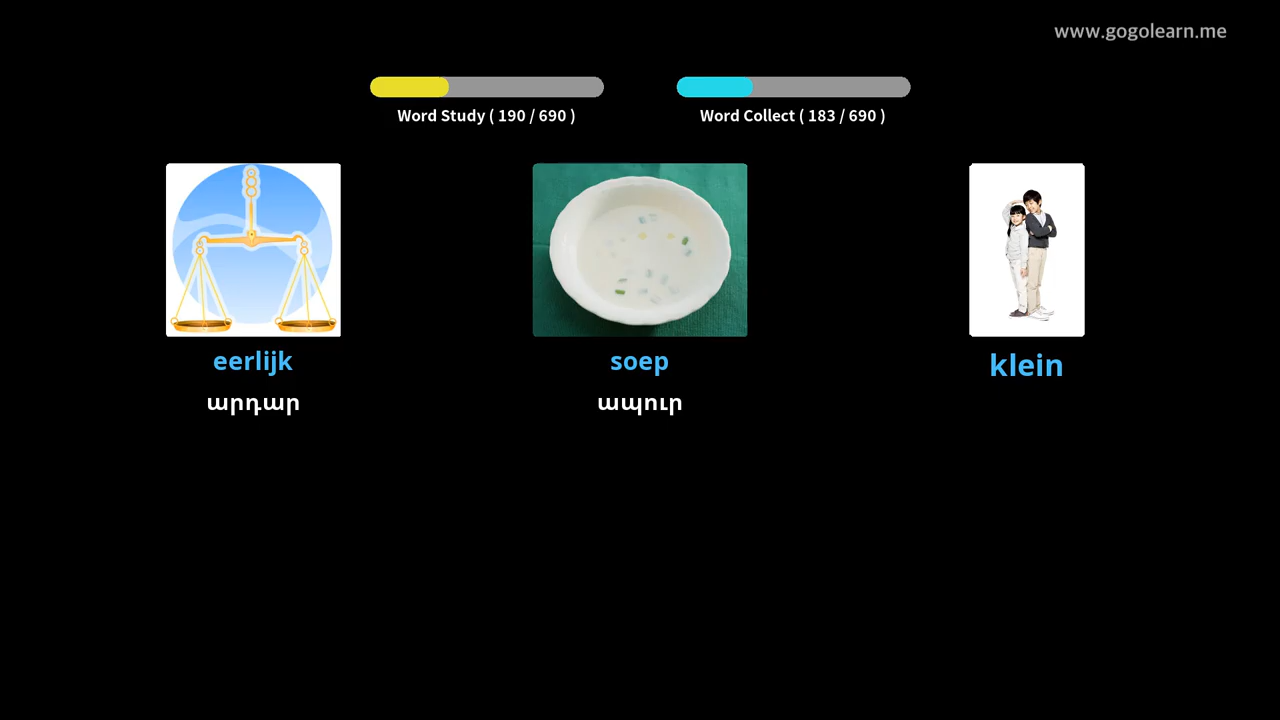 www.gogolearn.me
Word Study ( 190 / 690 )
Word Collect ( 183 / 690 )
eerlijk
soep
klein
արդար
ապուր